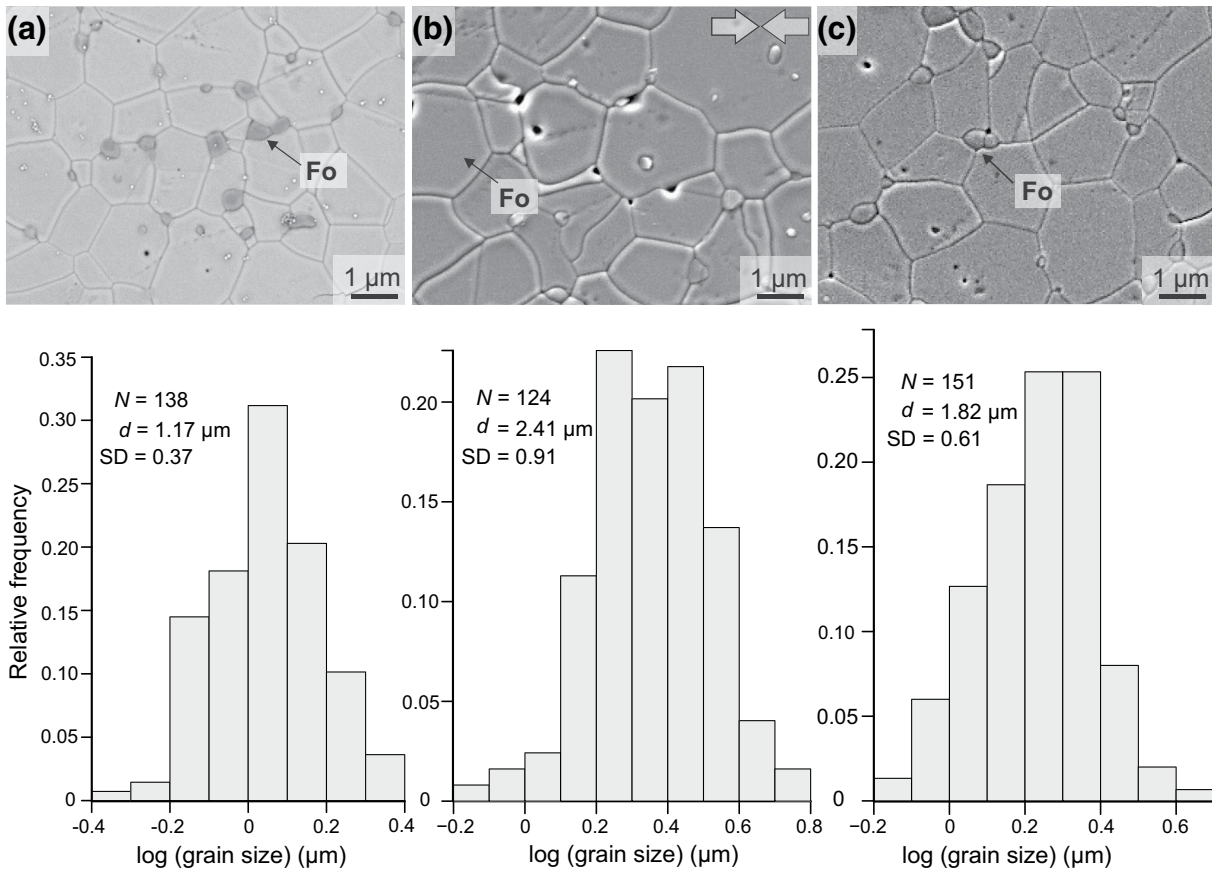 (a)
Fo
1 μm
(b)
Fo
1 μm
(c)
Fo
1 μm
Relative frequency
0.35
0.30
0.25
0.20
0.15
0.10
0.05
0
N = 138
d = 1.17 μm
SD = 0.37
-0.4
-0.2
0
0.2
0.4
log (grain size) (μm)
0.20
0.15
0.10
0.05
0
N = 124
d = 2.41 μm
SD = 0.91
-0.2
0
0.2
0.4
0.6
0.8
log (grain size) (μm)
0.25
0.20
0.15
0.10
0.05
0
N = 151
d = 1.82 μm
SD = 0.61
−0.2
0
0.2
0.4
0.6
log (grain size) (μm)